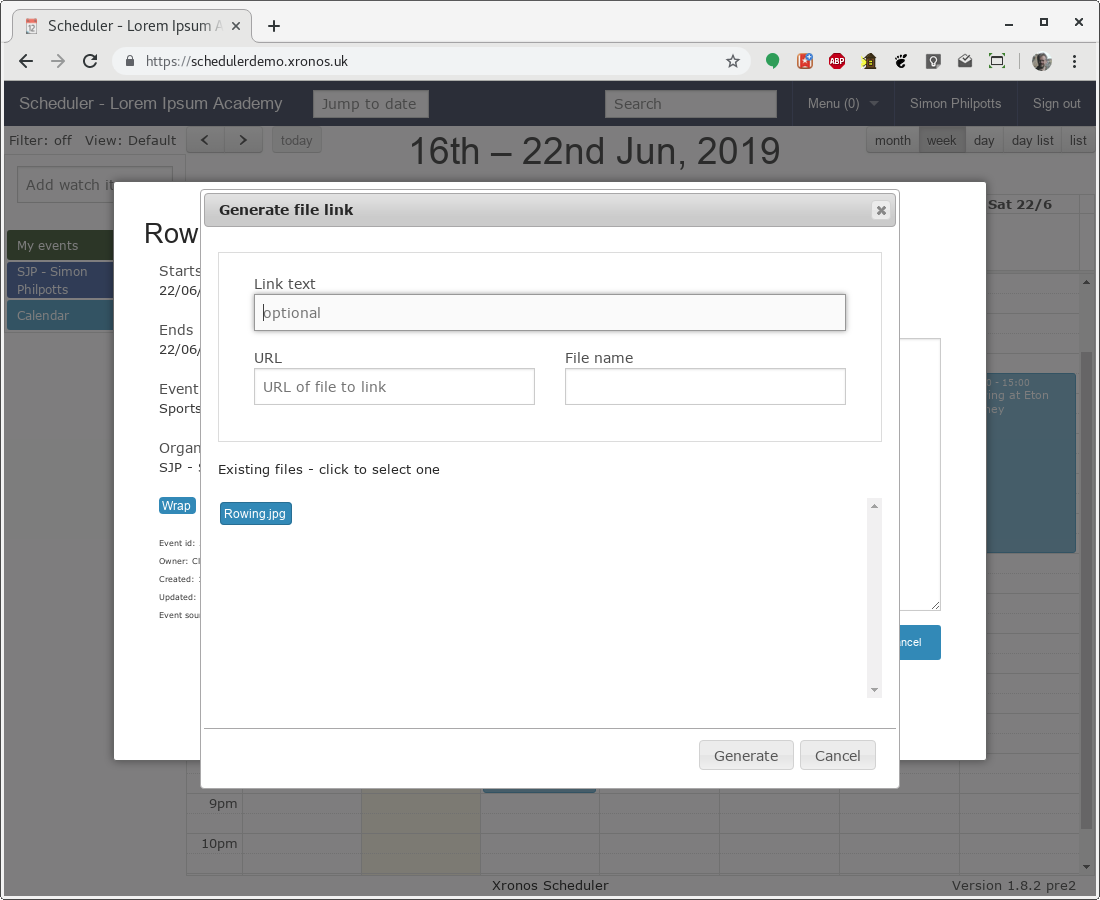 Scheduler - Lorem Ipsum A
https://schedulerdemo.xronos.uk
ABP
Scheduler - Lorem Ipsum Academy
Jump to date
Search
Menu (0)
Simon Philpotts
Sign out
Filter: off
View: Default
today
16th – 22nd Jun, 2019
month
week
day
day list
list
Add watch it
Sat 22/6
My events
SJP - Simon
Philpotts
Calendar
Row
Starts
22/06/
Ends
22/06/
Event
Sports
Organ
SJP - S
Wrap
Event id:
Owner: Cl
Created:
Updated:
Event sou
Generate file link
Link text
optional
URL
File name
URL of file to link
Existing files - click to select one
Rowing.jpg
Generate
Cancel
0 - 15:00
ing at Eton
ney
ncel
9pm
10pm
Xronos Scheduler
Version 1.8.2 pre2